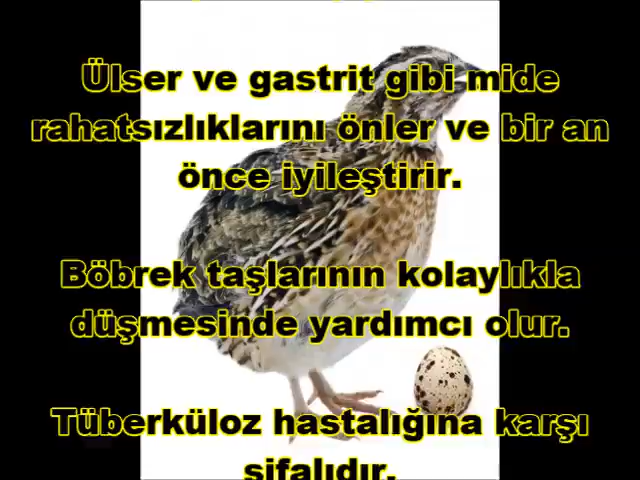 Ülser ve gastrit gibi mide
rahatsızlıklarını önler ve bir an
önce iyileştirir.
Böbrek taşlarının kolaylıkla
düşmesinde yardımcı olur.
Tüberküloz hastalığına karşı
şifalıdır.